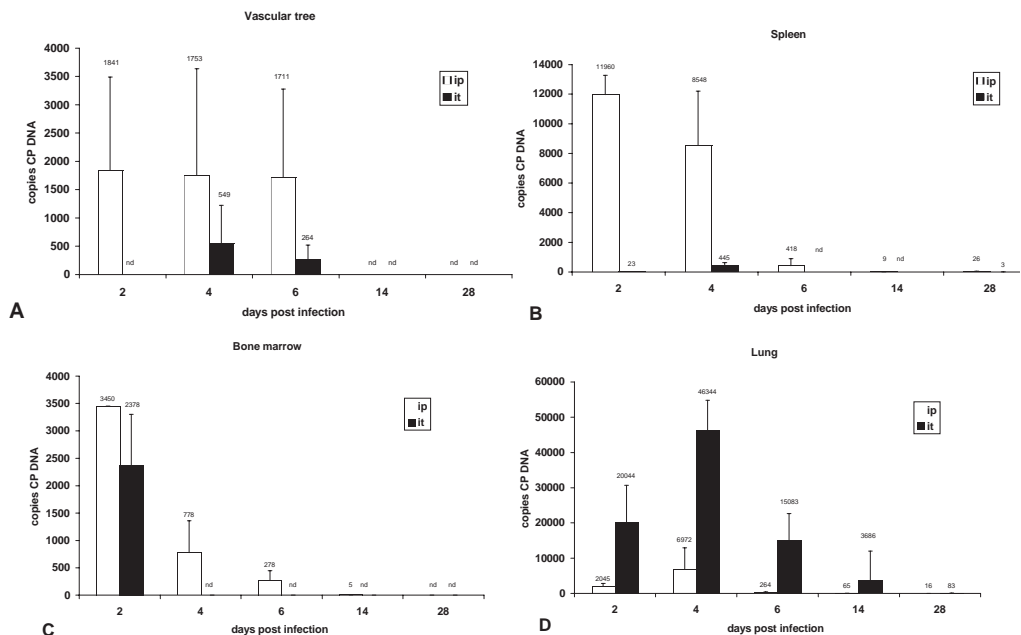 Vascular tree
4000
3500
3000
2500
2000
1500
1000
500
0
copies CP DNA
1841
nd
1753
549
1711
264
nd nd
nd nd
ip
it
2 4 6 14 28
days post infection
A
Spleen
14000
12000
10000
8000
6000
4000
2000
0
copies CP DNA
11960
23
8548
445
418
nd
9 nd
26
3
ip
it
2 4 6 14 28
days post infection
B
Bone marrow
4000
3500
3000
2500
2000
1500
1000
500
0
copies CP DNA
3450
2378
778
nd
278
nd
5 nd
nd nd
ip
it
2 4 6 14 28
days post infection
C
Lung
60000
50000
40000
30000
20000
10000
0
copies CP DNA
2045
20044
6972
46344
264
15083
65
3686
16 83
ip
it
2 4 6 14 28
days post infection
D